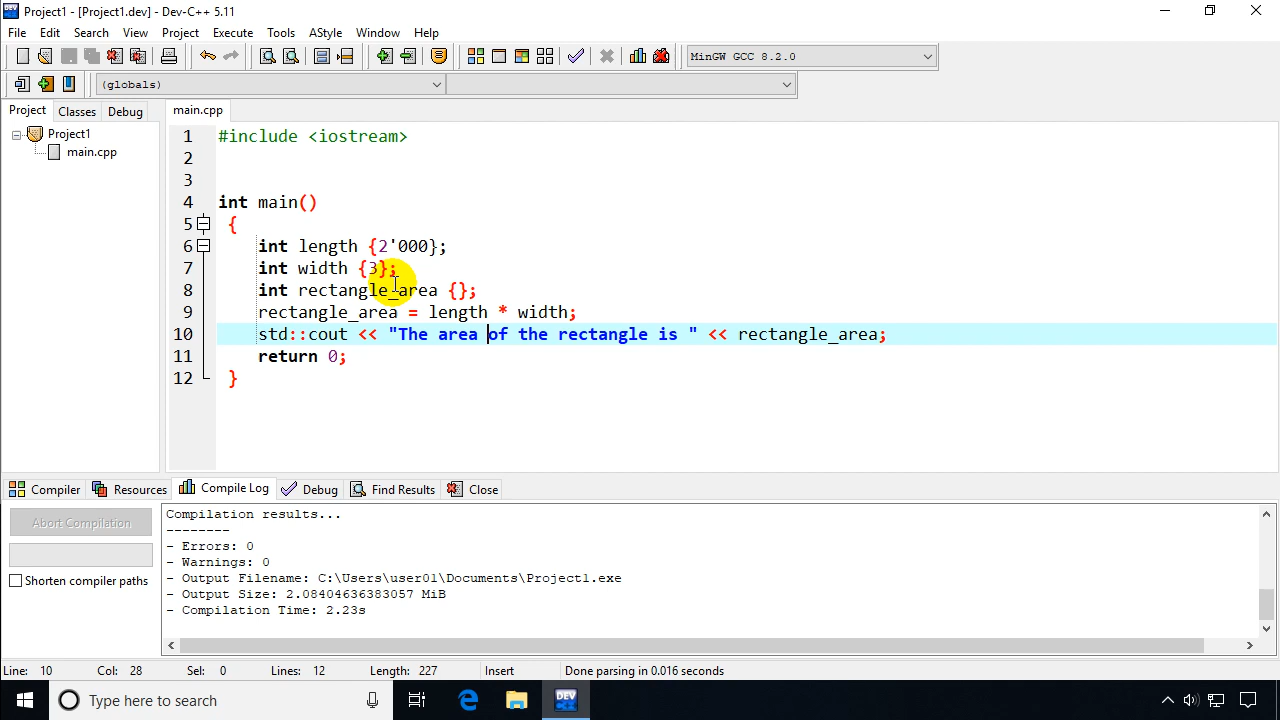 Project1 - [Project1.dev] - Dev-C++ 5.11
File Edit Search View Project Execute Tools AStyle Window Help
MinGW GCC 8.2.0
(globals)
Project Classes Debug main.cpp
Project1
main.cpp
1 #include <iostream>
2
3
4 int main()
5 {
6 int length {2'000};
7 int width {3};
8 int rectangle_area {};
9 rectangle_area = length * width;
10 std::cout << "The area of the rectangle is " << rectangle_area;
11 return 0;
12 }
Compiler Resources Compile Log Debug Find Results Close
Abort Compilation
Shorten compiler paths
Compilation results...
--------
- Errors: 0
- Warnings: 0
- Output Filename: C:\Users\user01\Documents\Project1.exe
- Output Size: 2.08404636383057 MiB
- Compilation Time: 2.23s
Line: 10 Col: 28 Sel: 0 Lines: 12 Length: 227 Insert Done parsing in 0.016 seconds
Type here to search
DEV